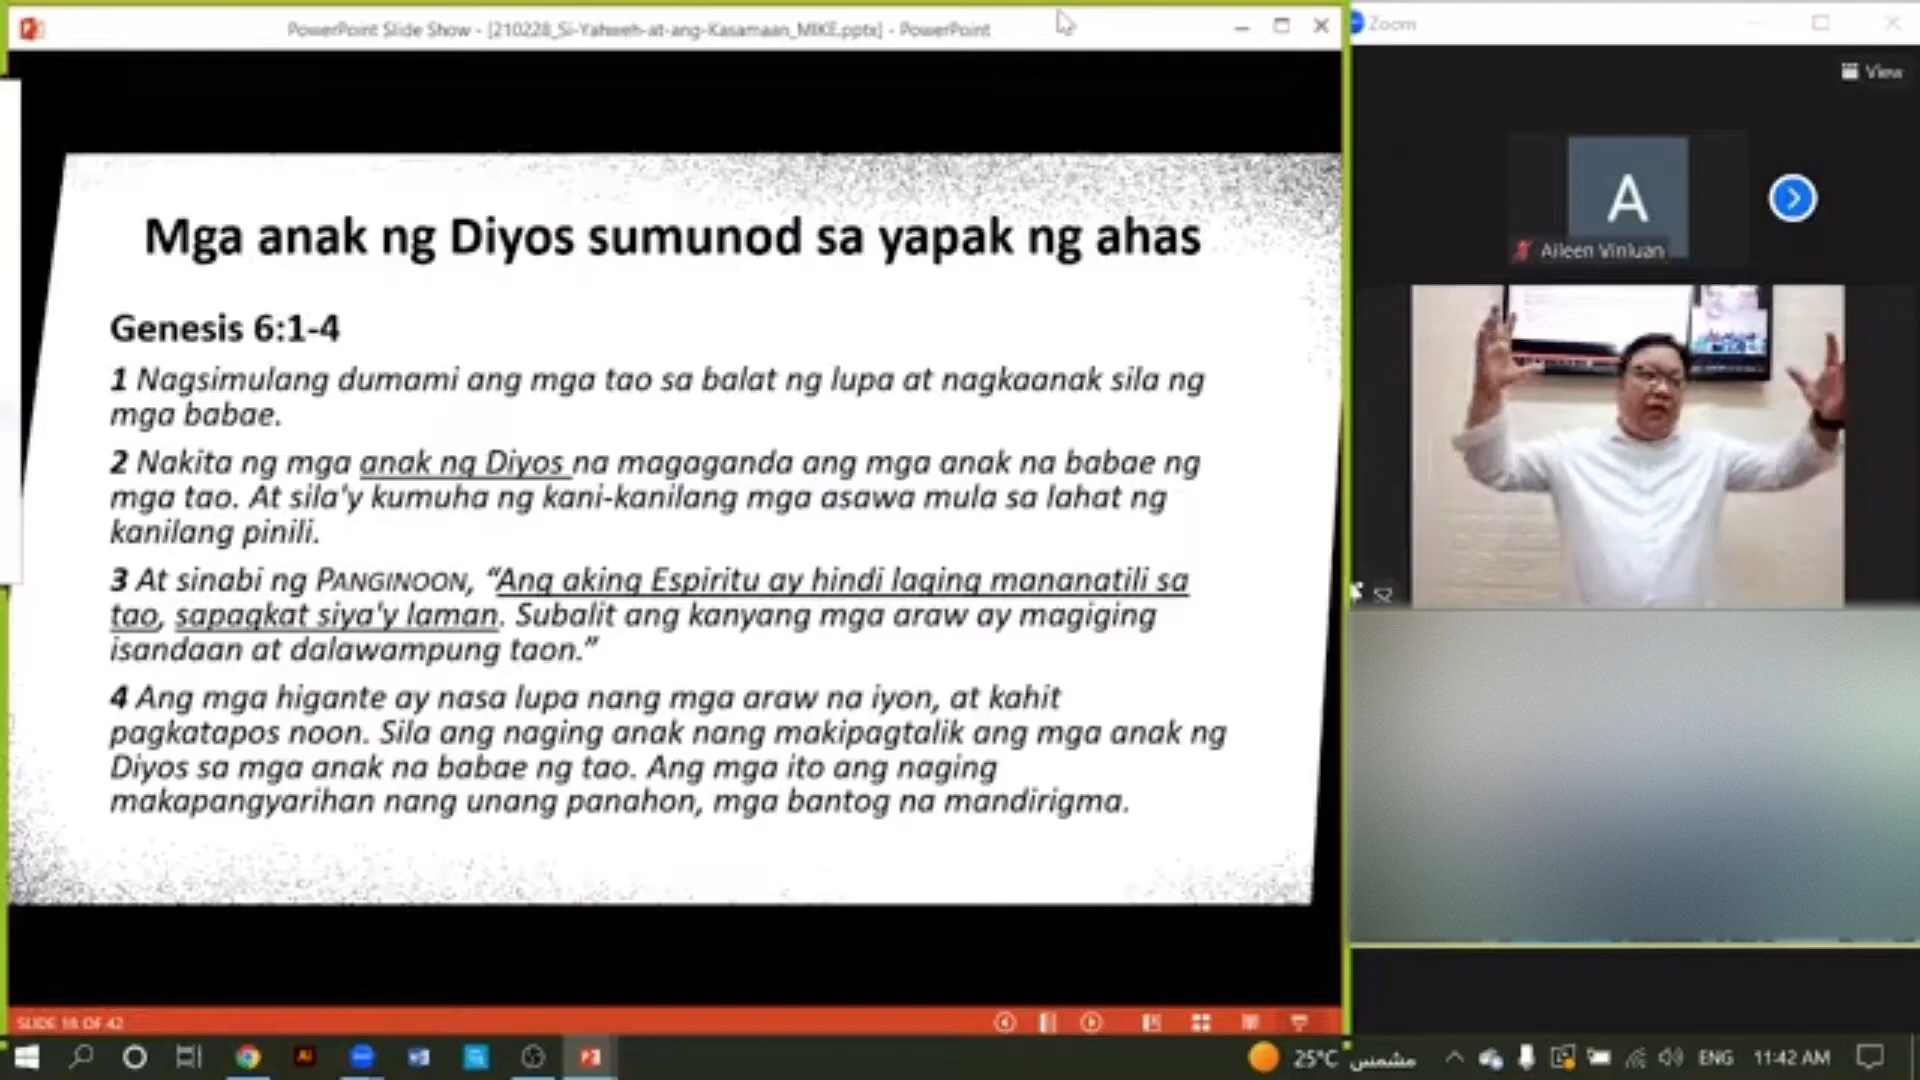 PowerPoint Slide Show - [210228_Si-Yahweh-at-ang-Kasamaan_MIKE.pptx] - PowerPoint
Zoom
View
A
Aileen Vinluan
Mga anak ng Diyos sumunod sa yapak ng ahas
Genesis 6:1-4
1 Nagsimulang dumami ang mga tao sa balat ng lupa at nagkaanak sila ng
mga babae.
2 Nakita ng mga anak ng Diyos na magaganda ang mga anak na babae ng
mga tao. At sila'y kumuha ng kani-kanilang mga asawa mula sa lahat ng
kanilang pinili.
3 At sinabi ng PANGINOON, “Ang aking Espiritu ay hindi laging mananatili sa
tao, sapagkat siya'y laman. Subalit ang kanyang mga araw ay magiging
isandaan at dalawampung taon.”
4 Ang mga higante ay nasa lupa nang mga araw na iyon, at kahit
pagkatapos noon. Sila ang naging anak nang makipagtalik ang mga anak ng
Diyos sa mga anak na babae ng tao. Ang mga ito ang naging
makapangyarihan nang unang panahon, mga bantog na mandirigma.
SLIDE OF 42
25°C مشمس
ENG
11:42 AM